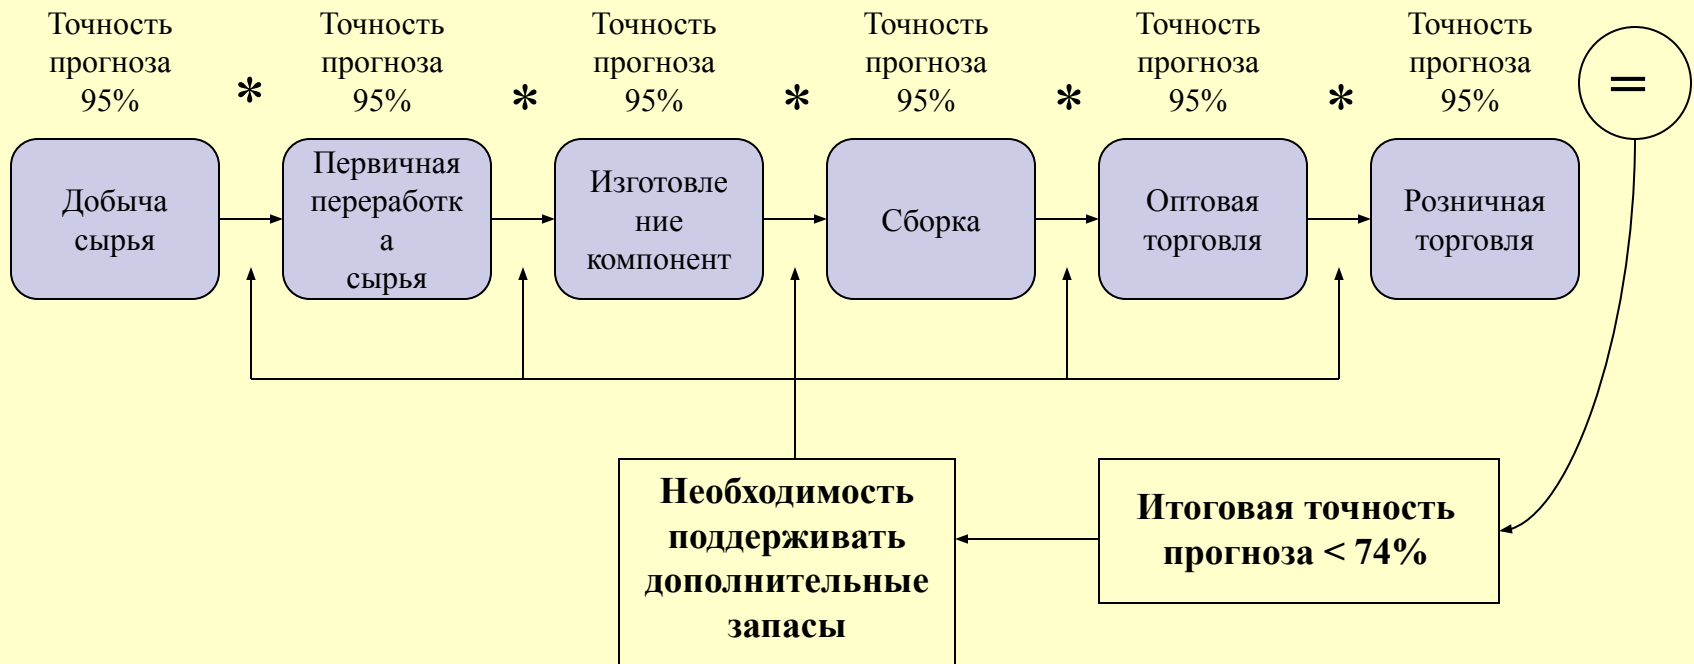 Точность
прогноза
95%
*
Точность
прогноза
95%
*
Точность
прогноза
95%
*
Точность
прогноза
95%
*
Точность
прогноза
95%
*
Точность
прогноза
95%
=
Добыча
сырья
Первичная
переработк
а
сырья
Изготовле
ние
компонент
Сборка
Оптовая
торговля
Розничная
торговля
Необходимость
поддерживать
дополнительные
запасы
Итоговая точность
прогноза < 74%